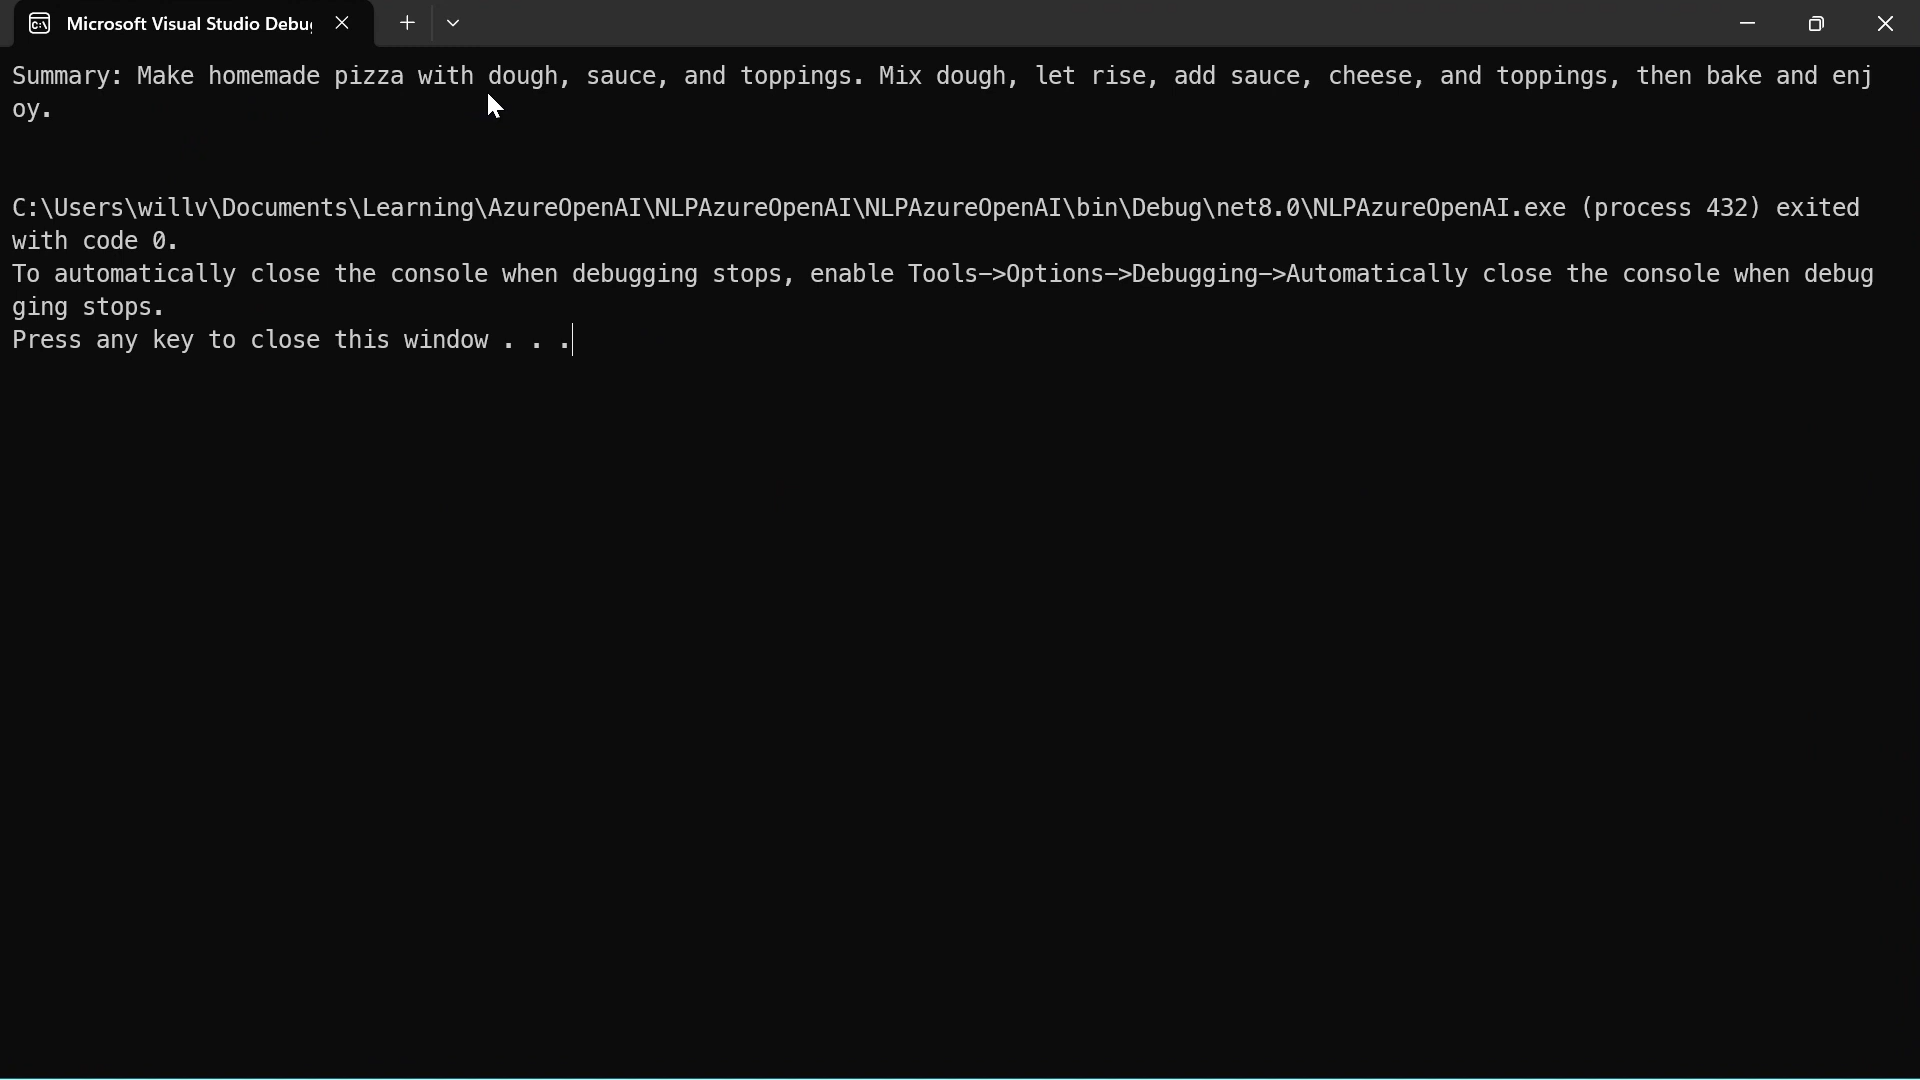 Microsoft Visual Studio Debu
Summary: Make homemade pizza with dough, sauce, and toppings. Mix dough, let rise, add sauce, cheese, and toppings, then bake and enj
oy.
C:\Users\willv\Documents\Learning\AzureOpenAI\NLPAzureOpenAI\NLPAzureOpenAI\bin\Debug\net8.0\NLPAzureOpenAI.exe (process 432) exited
with code 0.
To automatically close the console when debugging stops, enable Tools->Options->Debugging->Automatically close the console when debug
ging stops.
Press any key to close this window . . .